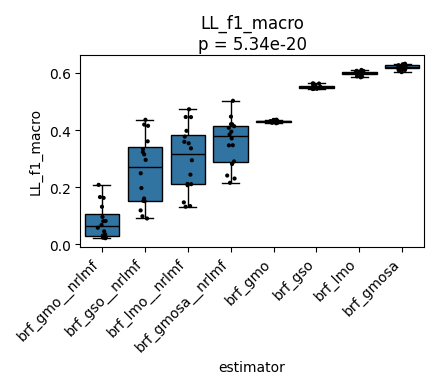 LL_f1_macro
p = 5.34e-20
LL_f1_macro
0.6
0.4
0.2
0.0
brf_gmo__nrlmf
brf_gso__nrlmf
brf_lmo__nrlmf
brf_gmosa__nrlmf
brf_gmo
brf_gso
brf_lmo
brf_gmosa
estimator